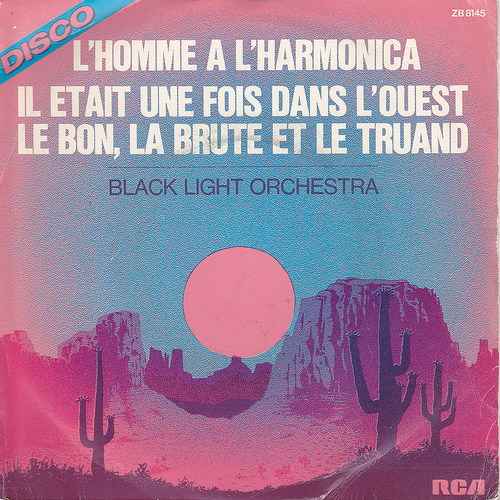 ZB 8145
DISCO
L'HOMME A L'HARMONICA
IL ETAIT UNE FOIS DANS L'OUEST
LE BON, LA BRUTE ET LE TRUAND
BLACK LIGHT ORCHESTRA
RCA